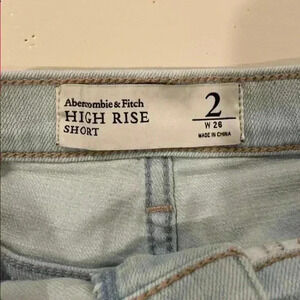 Abercrombie & Fitch
HIGH RISE
SHORT
2
W 26
MADE IN CHINA